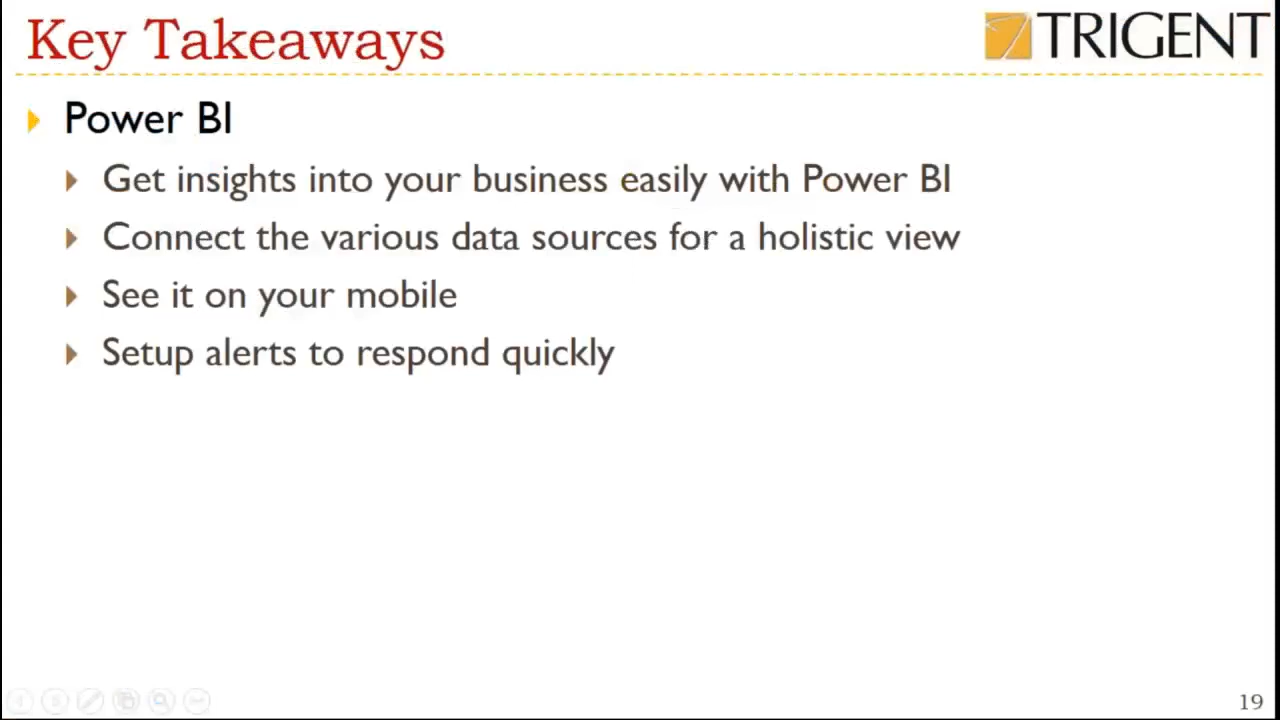 Key Takeaways
TRIGENT
Power BI
Get insights into your business easily with Power BI
Connect the various data sources for a holistic view
See it on your mobile
Setup alerts to respond quickly
19